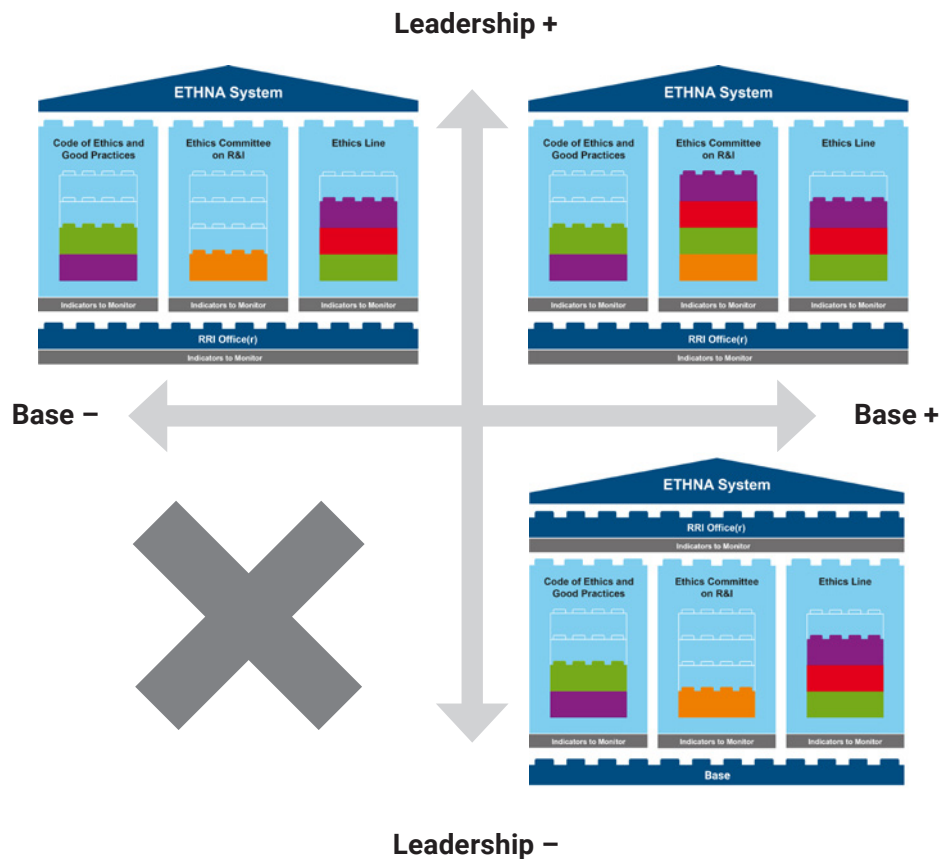 Leadership +
ETHNA System
Code of Ethics and
Good Practices
Ethics Committee
on R&I
Ethics Line
Indicators to Monitor
Indicators to Monitor
Indicators to Monitor
RRI Office(r)
Indicators to Monitor
ETHNA System
Code of Ethics and
Good Practices
Ethics Committee
on R&I
Ethics Line
Indicators to Monitor
Indicators to Monitor
Indicators to Monitor
RRI Office(r)
Indicators to Monitor
Base –
Base +
ETHNA System
RRI Office(r)
Indicators to Monitor
Code of Ethics and
Good Practices
Ethics Committee
on R&I
Ethics Line
Indicators to Monitor
Indicators to Monitor
Indicators to Monitor
Base
Leadership –